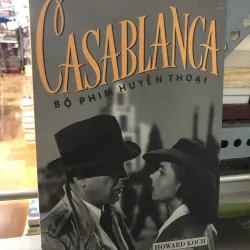 CASABLANCA
BỘ PHIM HUYỀN THOẠI
HOWARD KOCH